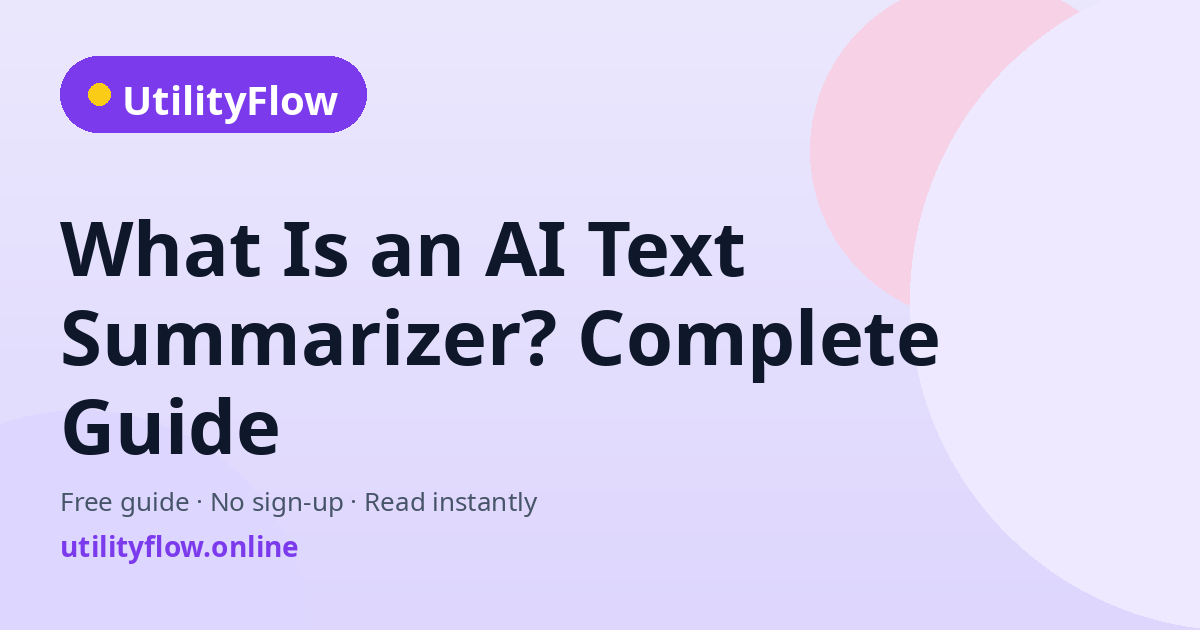 UtilityFlow
What Is an AI Text
Summarizer? Complete
Guide
Free guide · No sign-up · Read instantly
utilityflow.online